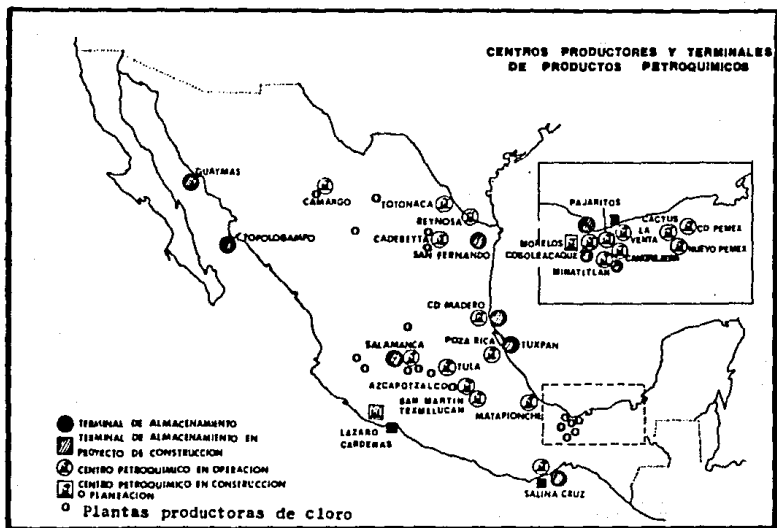 CENTROS PRODUCTORES Y TERMINALES
DE PRODUCTOS PETROQUIMICOS
GUAYMAS
TOPOLOBAMPO
CAMARGO
TOTONACA
REYNOSA
CADEREYTA
SAN FERNANDO
CD MADERO
TUXPAN
POZA RICA
SALAMANCA
TULA
AZCAPOTZALCO
SAN MARTIN
TEXMELUCAN
MATAPIONCHE
LAZARO
CARDENAS
SALINA CRUZ
PAJARITOS
CACTUS
CD PEMEX
LA
VENTA
MORELOS
NUEVO PEMEX
COSOLEACAQUE
CANGREJERA
MINATITLAN
TERMINAL DE ALMACENAMIENTO
TERMINAL DE ALMACENAMIENTO EN
PROYECTO DE CONSTRUCCION
CENTRO PETROQUIMICO EN OPERACION
CENTRO PETROQUIMICO EN CONSTRUCCION
O PLANEACION
Plantas productoras de cloro